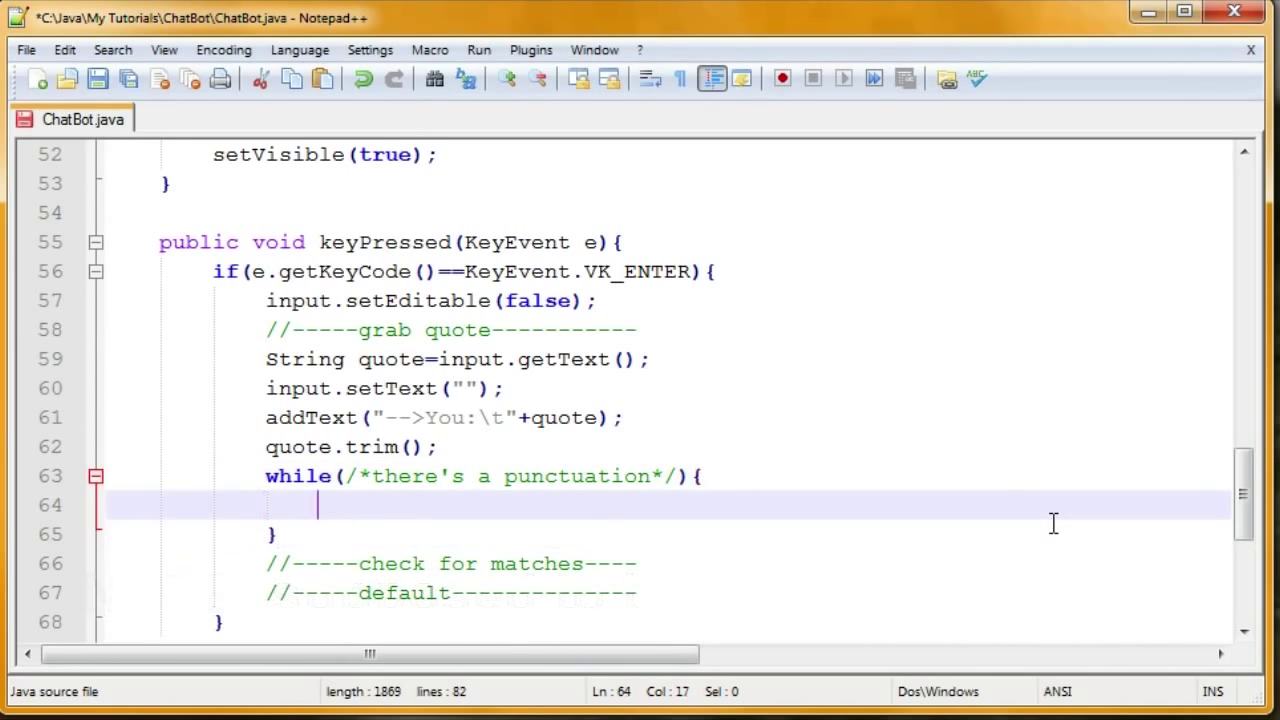 *C:\Java\My Tutorials\ChatBot\ChatBot.java - Notepad++
File Edit Search View Encoding Language Settings Macro Run Plugins Window ? X
ABC
ChatBot.java
52 setVisible(true);
53 }
54
55 public void keyPressed(KeyEvent e){
56 if(e.getKeyCode()==KeyEvent.VK_ENTER){
57 input.setEditable(false);
58 //-----grab quote-----------
59 String quote=input.getText();
60 input.setText("");
61 addText("-->You:\t"+quote);
62 quote.trim();
63 while(/*there's a punctuation*/){
64
65 }
66 //-----check for matches----
67 //-----default--------------
68 }
Java source file length : 1869 lines : 82 Ln : 64 Col : 17 Sel : 0 Dos\Windows ANSI INS